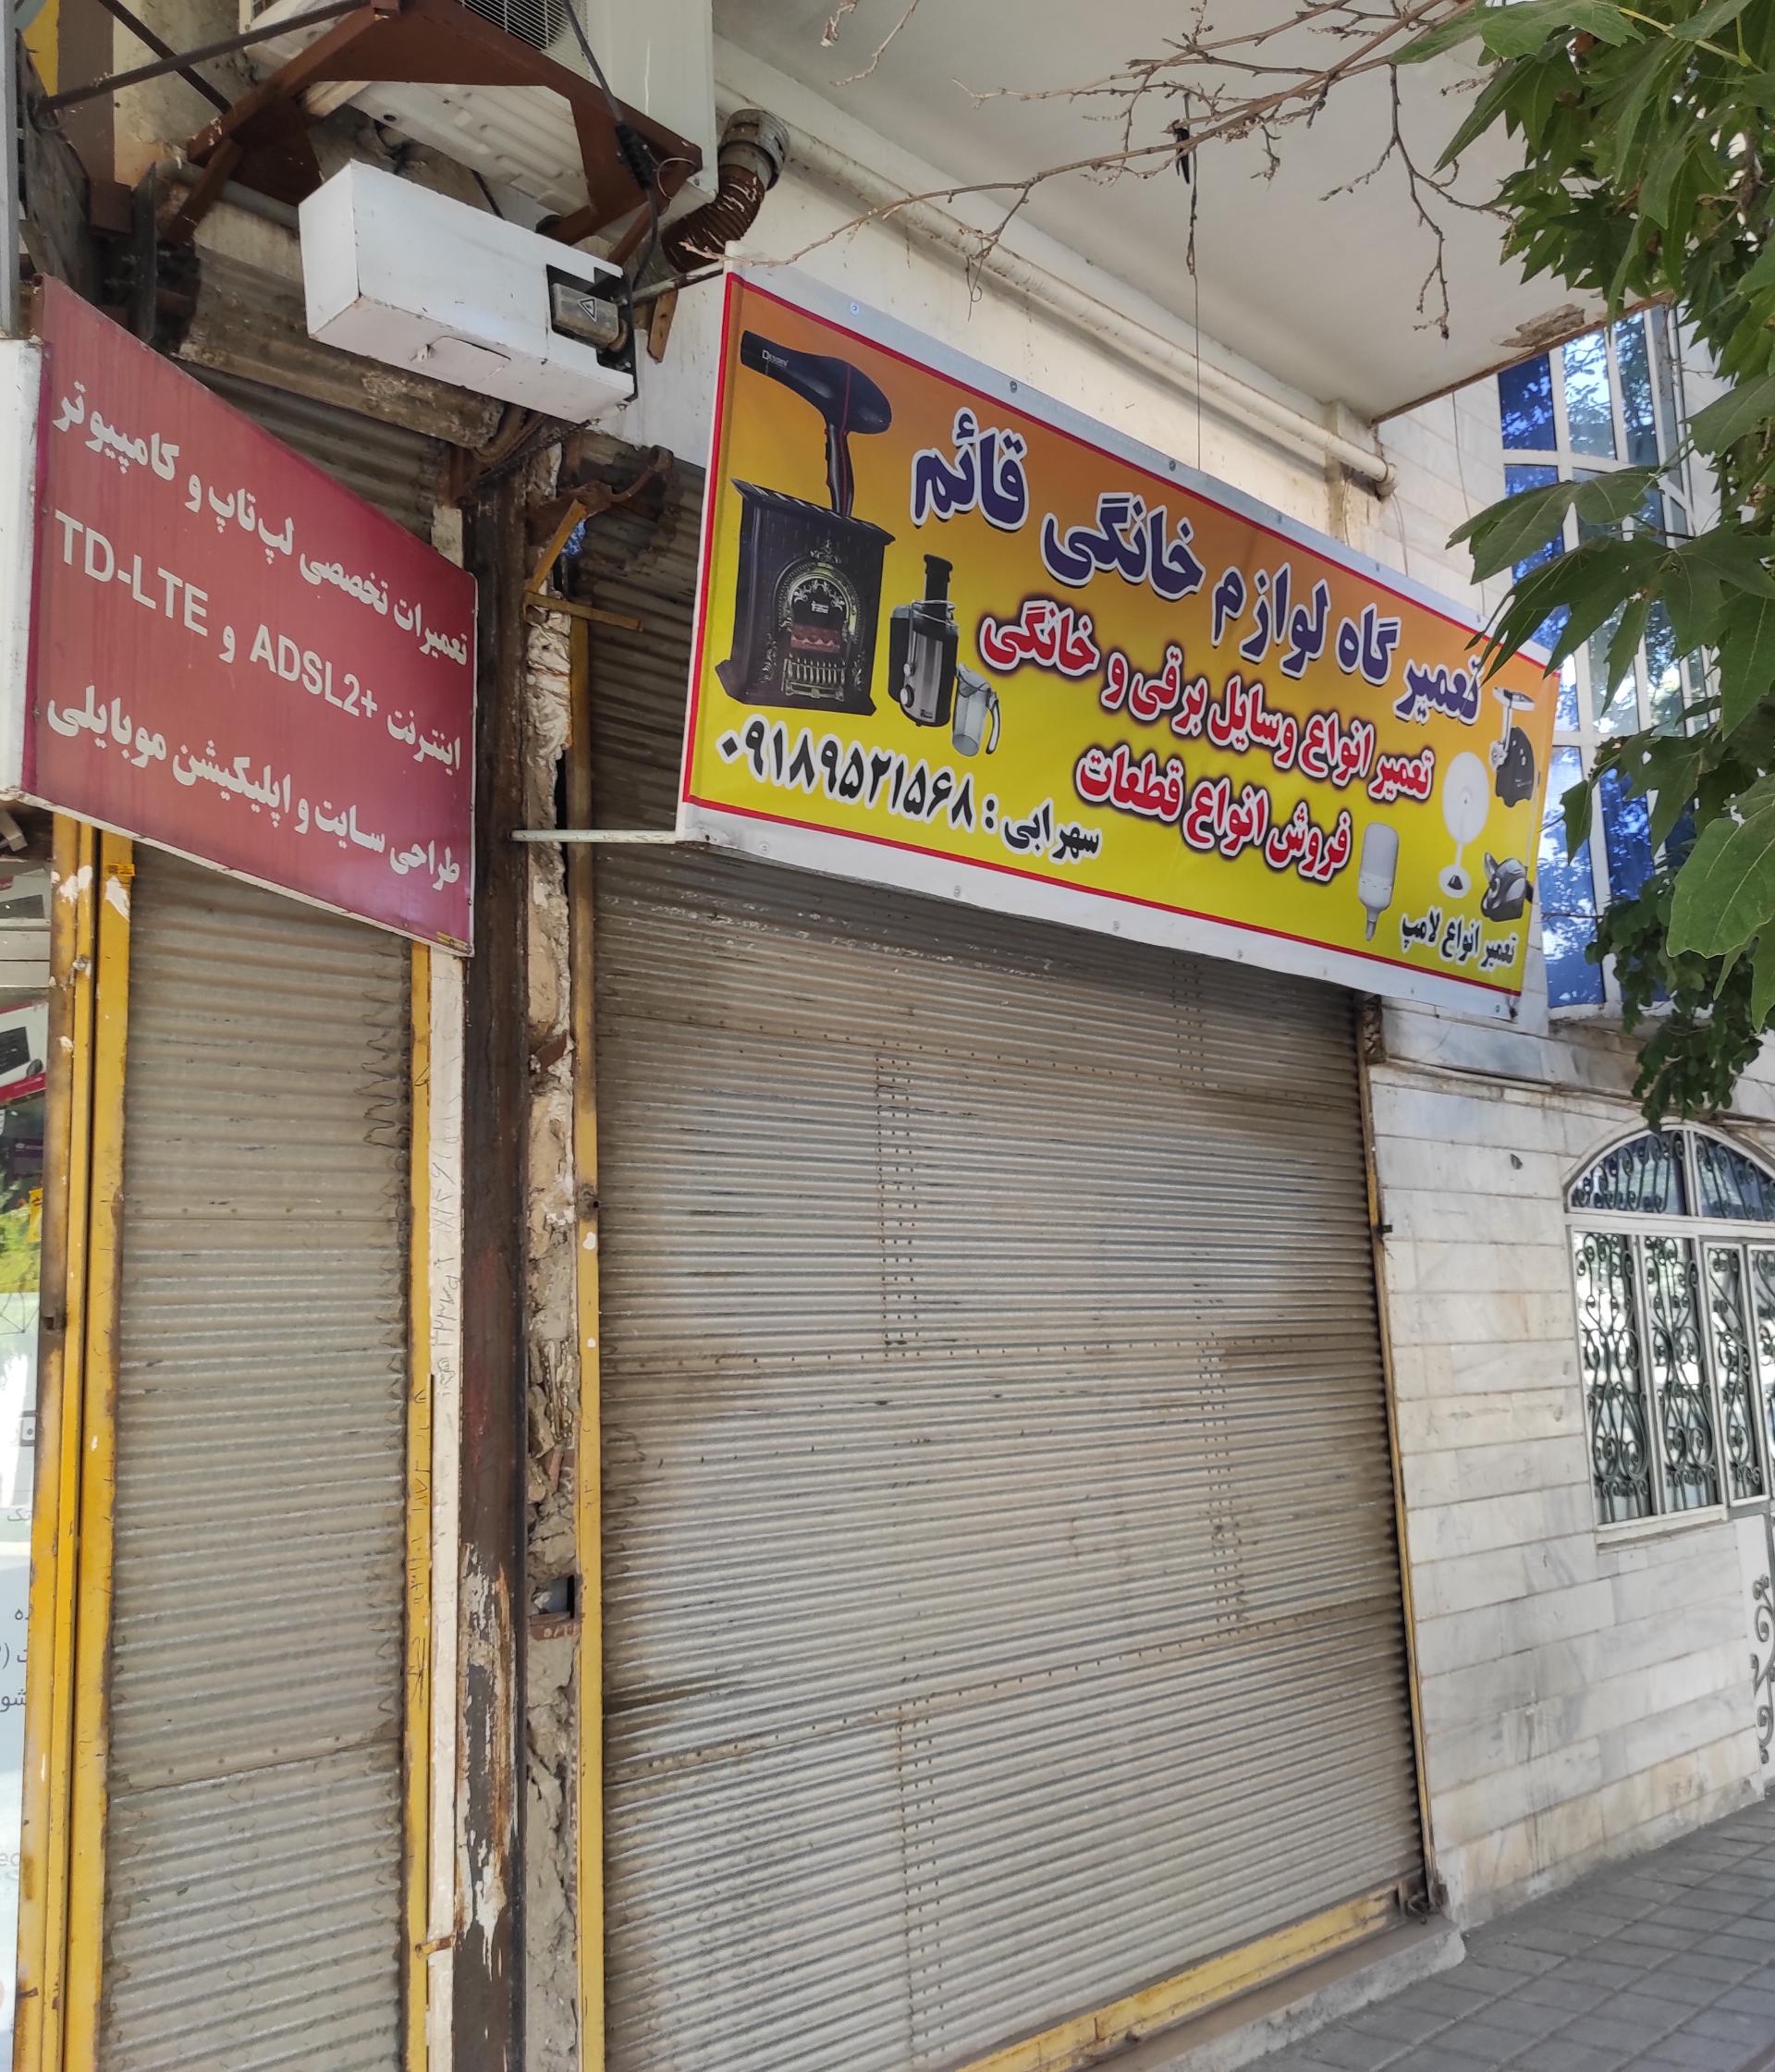 تعمیرات تخصصی لپ‌تاپ و کامپیوتر
اینترنت ADSL2+ و TD-LTE
طراحی سایت و اپلیکیشن موبایلی
تعمیر گاه لوازم خانگی قائم
تعمیر انواع وسایل برقی و خانگی
فروش انواع قطعات
سهرابی : ۰۹۱۸۹۵۲۱۵۶۸
تعمیر انواع لامپ